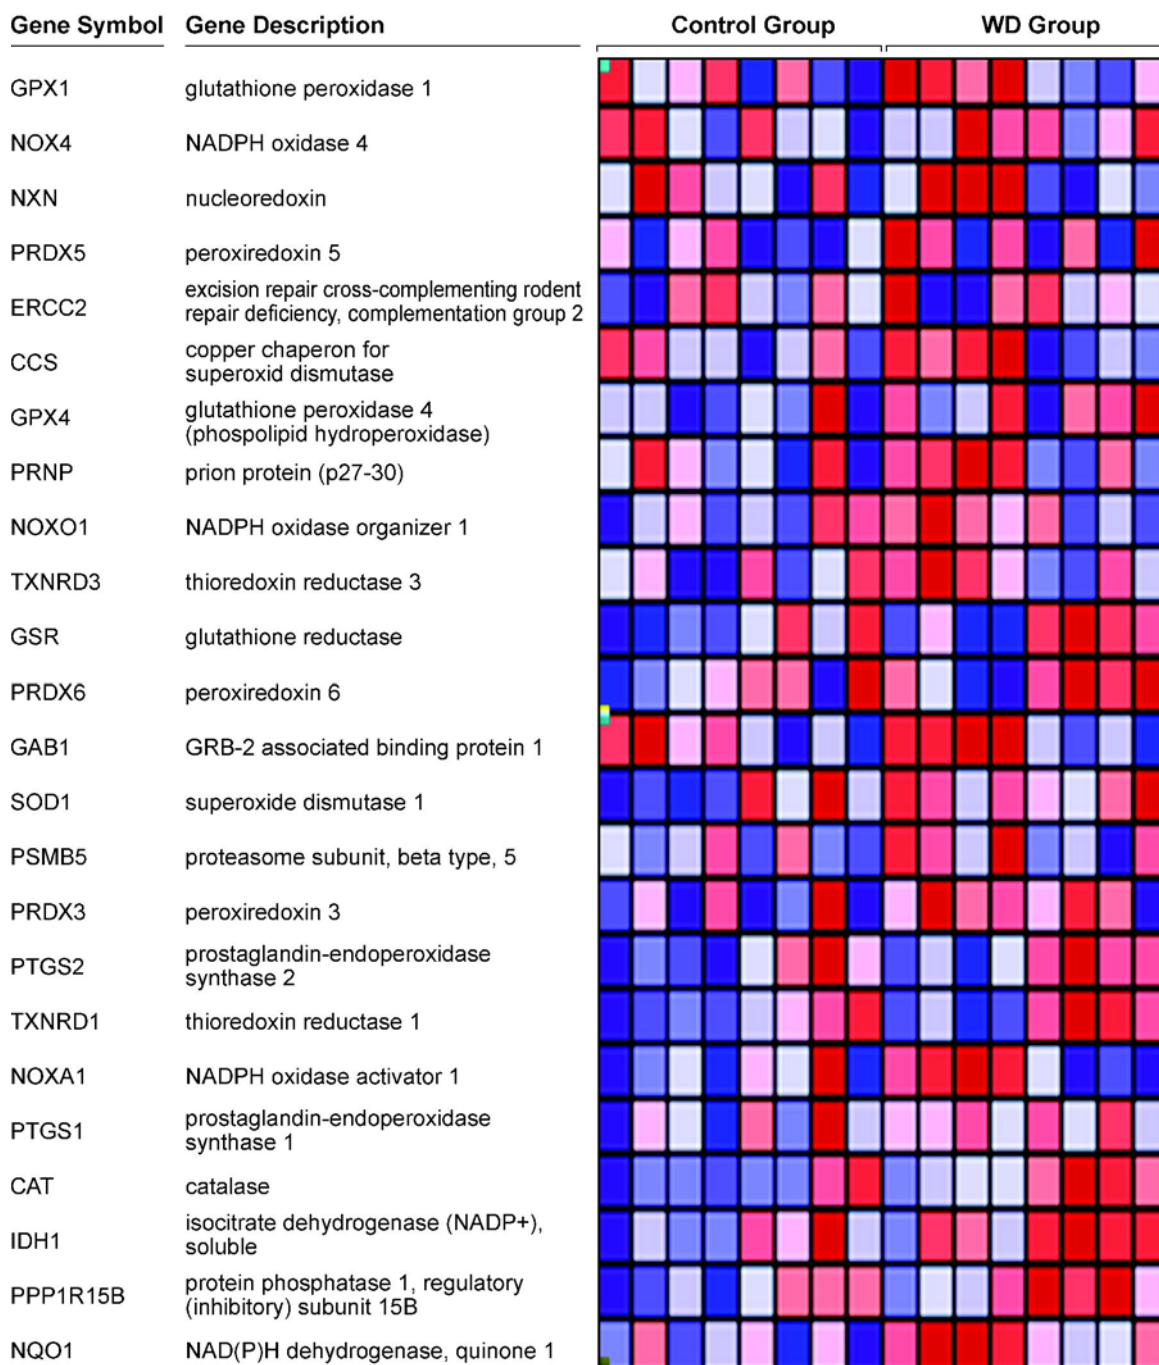 Gene Symbol Gene Description Control Group WD Group
GPX1 glutathione peroxidase 1
NOX4 NADPH oxidase 4
NXN nucleoredoxin
PRDX5 peroxiredoxin 5
ERCC2 excision repair cross-complementing rodent
repair deficiency, complementation group 2
CCS copper chaperon for
superoxid dismutase
GPX4 glutathione peroxidase 4
(phospolipid hydroperoxidase)
PRNP prion protein (p27-30)
NOXO1 NADPH oxidase organizer 1
TXNRD3 thioredoxin reductase 3
GSR glutathione reductase
PRDX6 peroxiredoxin 6
GAB1 GRB-2 associated binding protein 1
SOD1 superoxide dismutase 1
PSMB5 proteasome subunit, beta type, 5
PRDX3 peroxiredoxin 3
PTGS2 prostaglandin-endoperoxidase
synthase 2
TXNRD1 thioredoxin reductase 1
NOXA1 NADPH oxidase activator 1
PTGS1 prostaglandin-endoperoxidase
synthase 1
CAT catalase
IDH1 isocitrate dehydrogenase (NADP+),
soluble
PPP1R15B protein phosphatase 1, regulatory
(inhibitory) subunit 15B
NQO1 NAD(P)H dehydrogenase, quinone 1